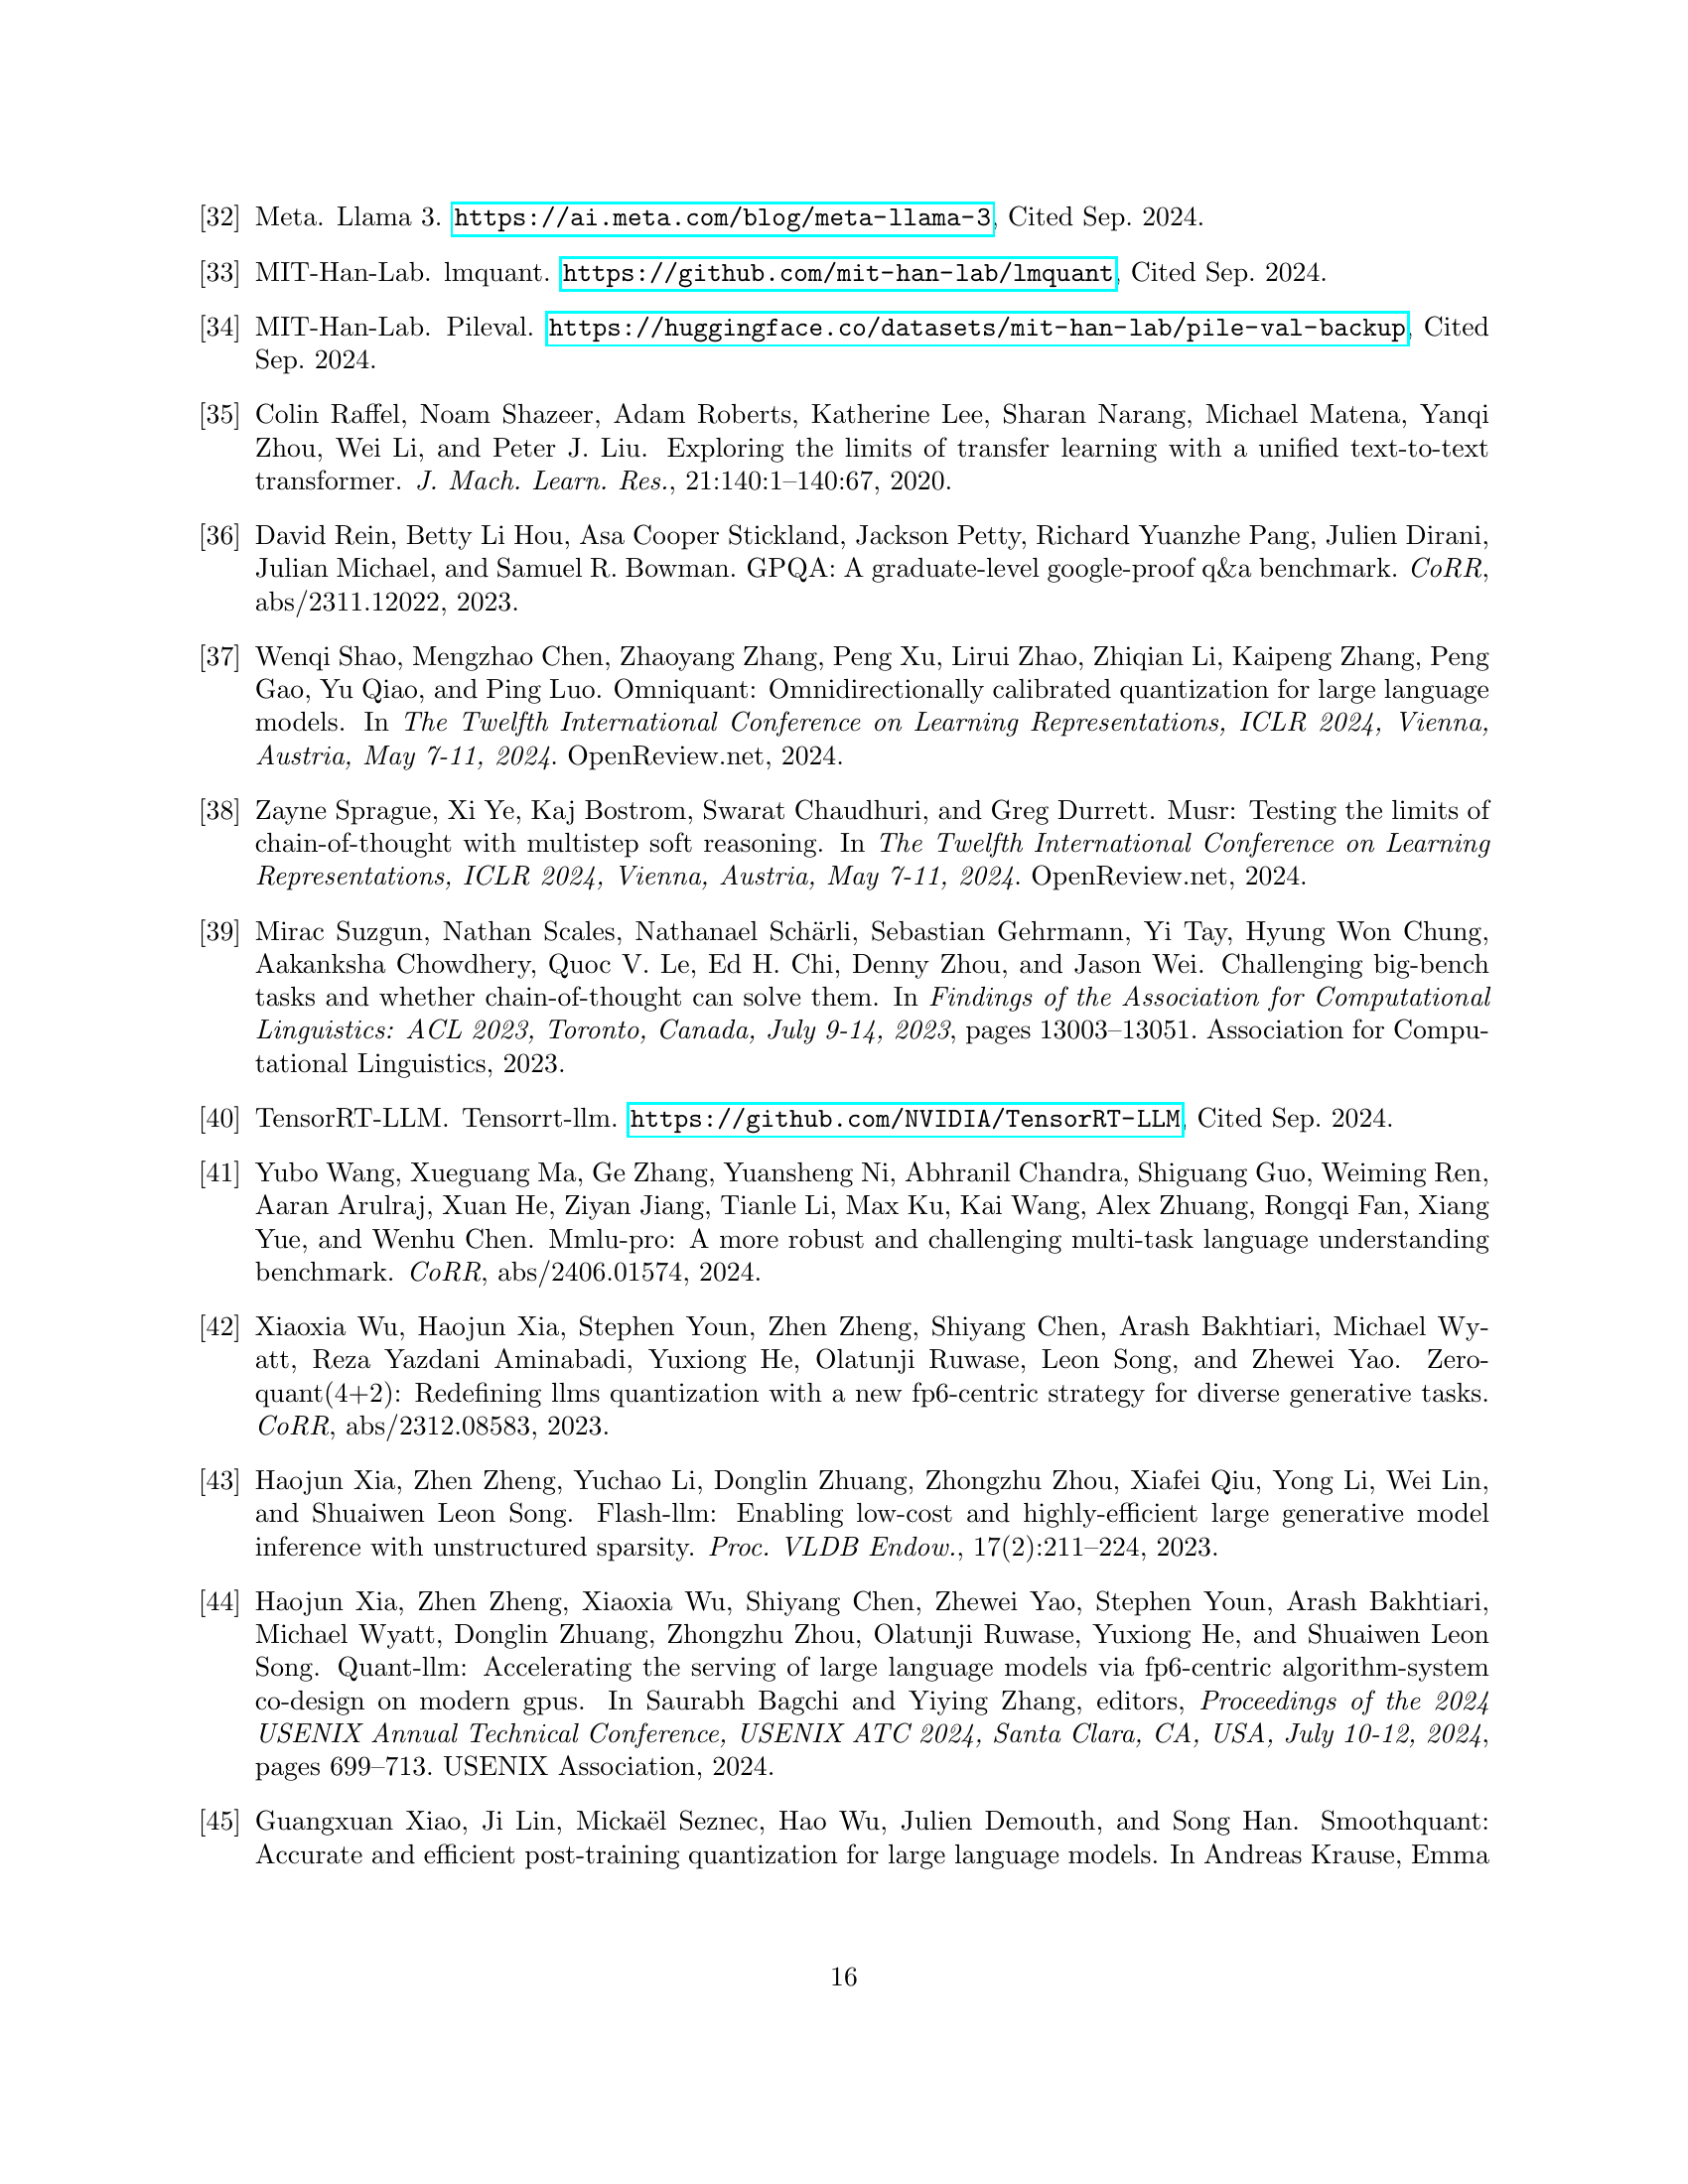 [32] Meta. Llama 3. https://ai.meta.com/blog/meta-llama-3, Cited Sep. 2024.
[33] MIT-Han-Lab. lmquant. https://github.com/mit-han-lab/lmquant, Cited Sep. 2024.
[34] MIT-Han-Lab. Pileval. https://huggingface.co/datasets/mit-han-lab/pile-val-backup, Cited
Sep. 2024.
[35] Colin Raffel, Noam Shazeer, Adam Roberts, Katherine Lee, Sharan Narang, Michael Matena, Yanqi
Zhou, Wei Li, and Peter J. Liu. Exploring the limits of transfer learning with a unified text-to-text
transformer. J. Mach. Learn. Res., 21:140:1–140:67, 2020.
[36] David Rein, Betty Li Hou, Asa Cooper Stickland, Jackson Petty, Richard Yuanzhe Pang, Julien Dirani,
Julian Michael, and Samuel R. Bowman. GPQA: A graduate-level google-proof q&a benchmark. CoRR,
abs/2311.12022, 2023.
[37] Wenqi Shao, Mengzhao Chen, Zhaoyang Zhang, Peng Xu, Lirui Zhao, Zhiqian Li, Kaipeng Zhang, Peng
Gao, Yu Qiao, and Ping Luo. Omniquant: Omnidirectionally calibrated quantization for large language
models. In The Twelfth International Conference on Learning Representations, ICLR 2024, Vienna,
Austria, May 7-11, 2024. OpenReview.net, 2024.
[38] Zayne Sprague, Xi Ye, Kaj Bostrom, Swarat Chaudhuri, and Greg Durrett. Musr: Testing the limits of
chain-of-thought with multistep soft reasoning. In The Twelfth International Conference on Learning
Representations, ICLR 2024, Vienna, Austria, May 7-11, 2024. OpenReview.net, 2024.
[39] Mirac Suzgun, Nathan Scales, Nathanael Schärli, Sebastian Gehrmann, Yi Tay, Hyung Won Chung,
Aakanksha Chowdhery, Quoc V. Le, Ed H. Chi, Denny Zhou, and Jason Wei. Challenging big-bench
tasks and whether chain-of-thought can solve them. In Findings of the Association for Computational
Linguistics: ACL 2023, Toronto, Canada, July 9-14, 2023, pages 13003–13051. Association for Compu-
tational Linguistics, 2023.
[40] TensorRT-LLM. Tensorrt-llm. https://github.com/NVIDIA/TensorRT-LLM, Cited Sep. 2024.
[41] Yubo Wang, Xueguang Ma, Ge Zhang, Yuansheng Ni, Abhranil Chandra, Shiguang Guo, Weiming Ren,
Aaran Arulraj, Xuan He, Ziyan Jiang, Tianle Li, Max Ku, Kai Wang, Alex Zhuang, Rongqi Fan, Xiang
Yue, and Wenhu Chen. Mmlu-pro: A more robust and challenging multi-task language understanding
benchmark. CoRR, abs/2406.01574, 2024.
[42] Xiaoxia Wu, Haojun Xia, Stephen Youn, Zhen Zheng, Shiyang Chen, Arash Bakhtiari, Michael Wy-
att, Reza Yazdani Aminabadi, Yuxiong He, Olatunji Ruwase, Leon Song, and Zhewei Yao. Zero-
quant(4+2): Redefining llms quantization with a new fp6-centric strategy for diverse generative tasks.
CoRR, abs/2312.08583, 2023.
[43] Haojun Xia, Zhen Zheng, Yuchao Li, Donglin Zhuang, Zhongzhu Zhou, Xiafei Qiu, Yong Li, Wei Lin,
and Shuaiwen Leon Song. Flash-llm: Enabling low-cost and highly-efficient large generative model
inference with unstructured sparsity. Proc. VLDB Endow., 17(2):211–224, 2023.
[44] Haojun Xia, Zhen Zheng, Xiaoxia Wu, Shiyang Chen, Zhewei Yao, Stephen Youn, Arash Bakhtiari,
Michael Wyatt, Donglin Zhuang, Zhongzhu Zhou, Olatunji Ruwase, Yuxiong He, and Shuaiwen Leon
Song. Quant-llm: Accelerating the serving of large language models via fp6-centric algorithm-system
co-design on modern gpus. In Saurabh Bagchi and Yiying Zhang, editors, Proceedings of the 2024
USENIX Annual Technical Conference, USENIX ATC 2024, Santa Clara, CA, USA, July 10-12, 2024,
pages 699–713. USENIX Association, 2024.
[45] Guangxuan Xiao, Ji Lin, Mickaël Seznec, Hao Wu, Julien Demouth, and Song Han. Smoothquant:
Accurate and efficient post-training quantization for large language models. In Andreas Krause, Emma
16